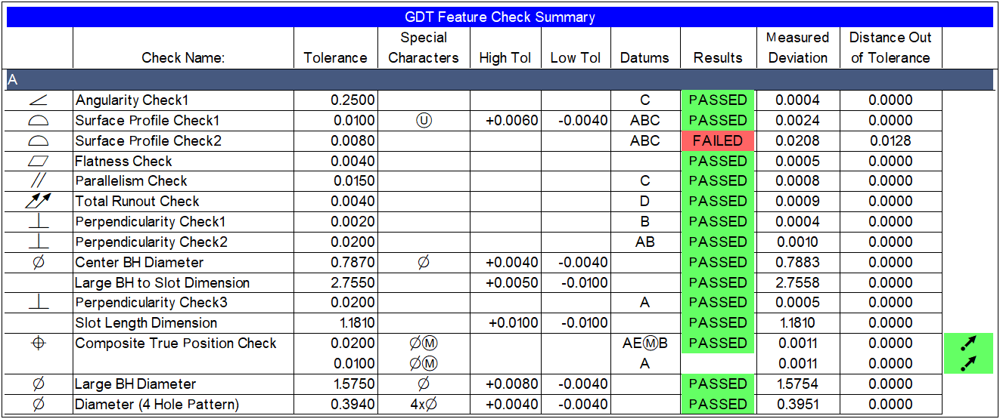 GDT Feature Check Summary
Check Name: Tolerance Special Characters High Tol Low Tol Datums Results Measured Deviation Distance Out of Tolerance
A
∠ Angularity Check1 0.2500 C PASSED 0.0004 0.0000
⌓ Surface Profile Check1 0.0100 Ⓤ +0.0060 -0.0040 ABC PASSED 0.0024 0.0000
⌓ Surface Profile Check2 0.0080 ABC FAILED 0.0208 0.0128
⏥ Flatness Check 0.0040 PASSED 0.0005 0.0000
// Parallelism Check 0.0150 C PASSED 0.0008 0.0000
⌰ Total Runout Check 0.0040 D PASSED 0.0009 0.0000
⊥ Perpendicularity Check1 0.0020 B PASSED 0.0004 0.0000
⊥ Perpendicularity Check2 0.0200 AB PASSED 0.0010 0.0000
∅ Center BH Diameter 0.7870 ∅ +0.0040 -0.0040 PASSED 0.7883 0.0000
Large BH to Slot Dimension 2.7550 +0.0050 -0.0100 PASSED 2.7558 0.0000
⊥ Perpendicularity Check3 0.0200 A PASSED 0.0005 0.0000
Slot Length Dimension 1.1810 +0.0100 -0.0100 PASSED 1.1810 0.0000
⌖ Composite True Position Check 0.0200 ∅Ⓜ AEⓂB PASSED 0.0011 0.0000
0.0100 ∅Ⓜ A 0.0011 0.0000
∅ Large BH Diameter 1.5750 ∅ +0.0080 -0.0040 PASSED 1.5754 0.0000
∅ Diameter (4 Hole Pattern) 0.3940 4x∅ +0.0040 -0.0040 PASSED 0.3951 0.0000